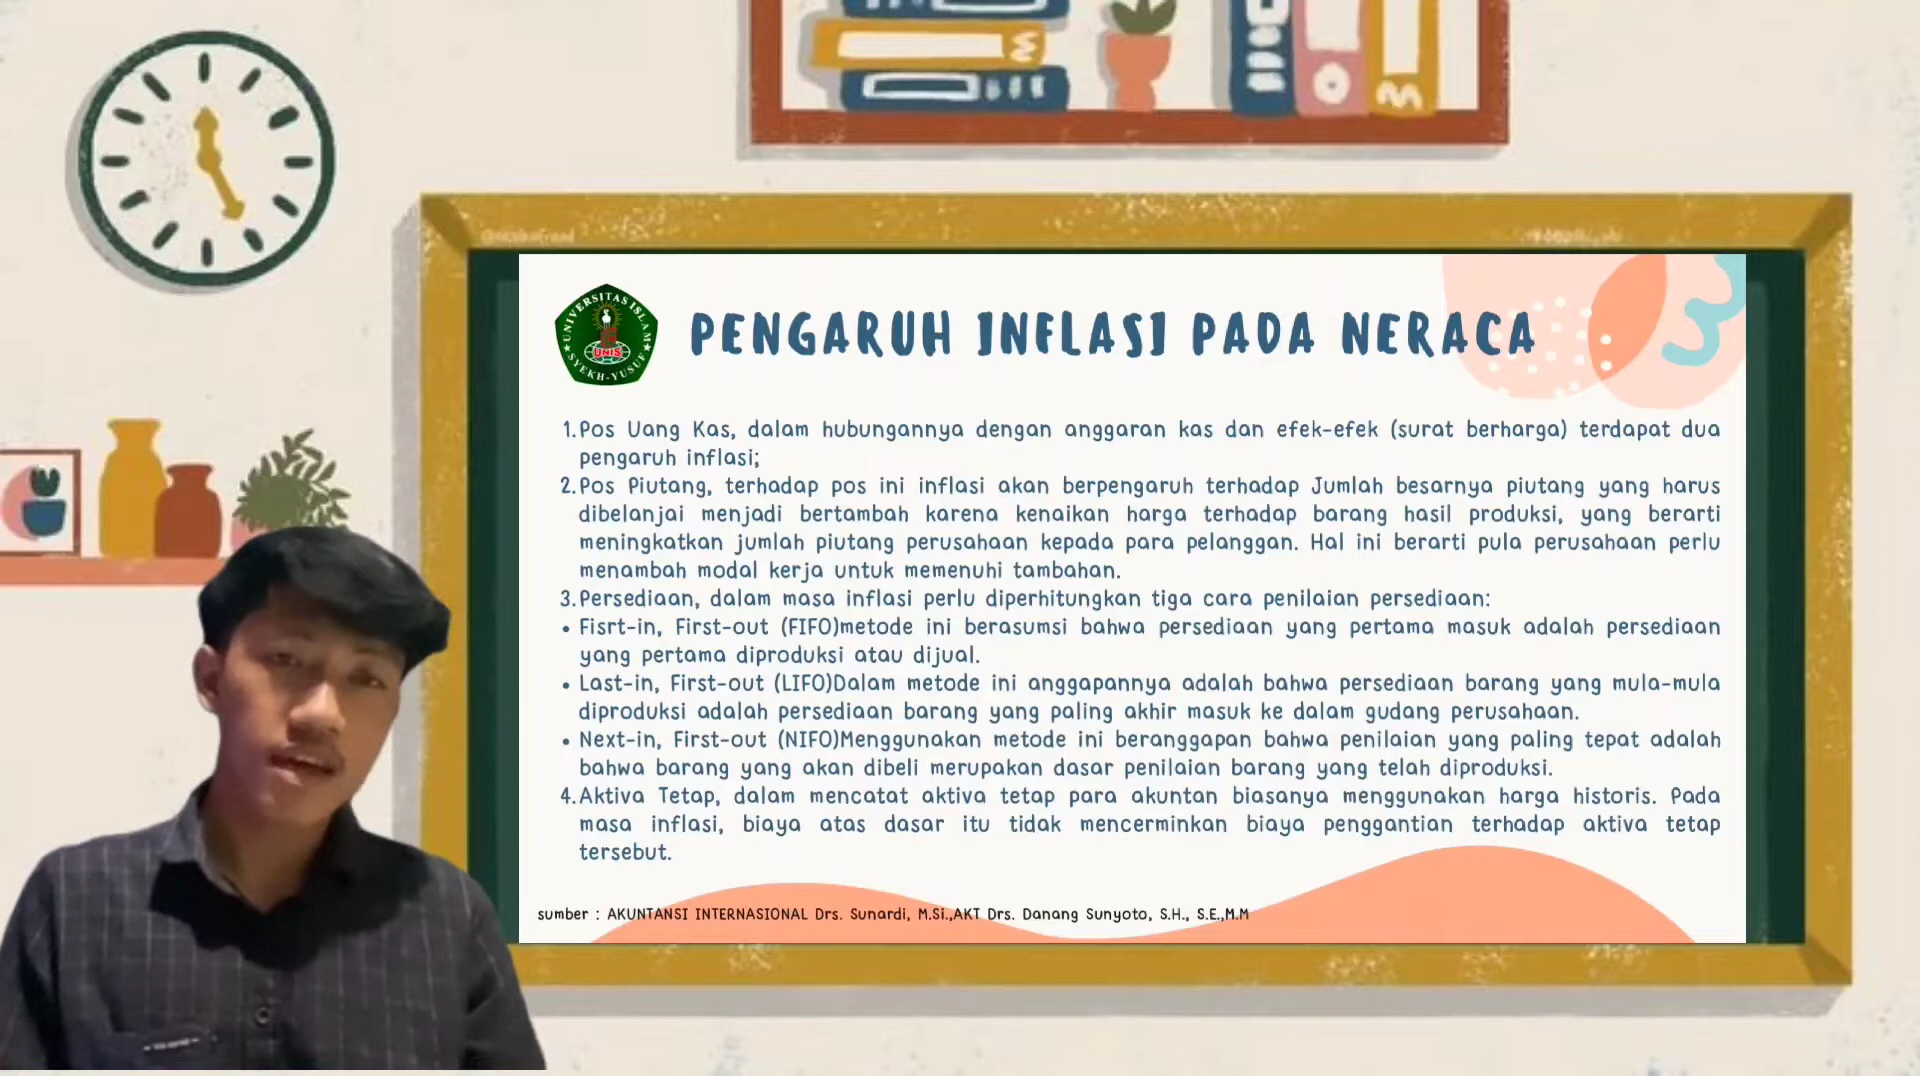 UNIVERSITAS ISLAM
UNIS
SYEKH-YUSUF
PENGARUH INFLASI PADA NERACA
1. Pos Uang Kas, dalam hubungannya dengan anggaran kas dan efek-efek (surat berharga) terdapat dua
pengaruh inflasi;
2. Pos Piutang, terhadap pos ini inflasi akan berpengaruh terhadap Jumlah besarnya piutang yang harus
dibelanjai menjadi bertambah karena kenaikan harga terhadap barang hasil produksi, yang berarti
meningkatkan jumlah piutang perusahaan kepada para pelanggan. Hal ini berarti pula perusahaan perlu
menambah modal kerja untuk memenuhi tambahan.
3. Persediaan, dalam masa inflasi perlu diperhitungkan tiga cara penilaian persediaan:
• Fisrt-in, First-out (FIFO)metode ini berasumsi bahwa persediaan yang pertama masuk adalah persediaan
yang pertama diproduksi atau dijual.
• Last-in, First-out (LIFO)Dalam metode ini anggapannya adalah bahwa persediaan barang yang mula-mula
diproduksi adalah persediaan barang yang paling akhir masuk ke dalam gudang perusahaan.
• Next-in, First-out (NIFO)Menggunakan metode ini beranggapan bahwa penilaian yang paling tepat adalah
bahwa barang yang akan dibeli merupakan dasar penilaian barang yang telah diproduksi.
4. Aktiva Tetap, dalam mencatat aktiva tetap para akuntan biasanya menggunakan harga historis. Pada
masa inflasi, biaya atas dasar itu tidak mencerminkan biaya penggantian terhadap aktiva tetap
tersebut.
sumber : AKUNTANSI INTERNASIONAL Drs. Sunardi, M.Si.,AKT Drs. Danang Sunyoto, S.H., S.E.,M.M